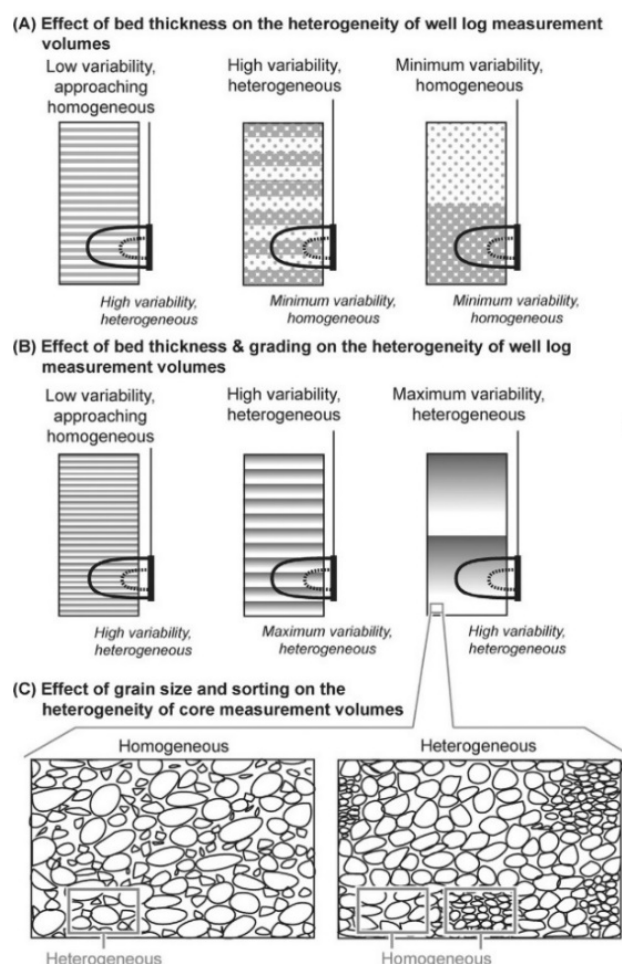 (A) Effect of bed thickness on the heterogeneity of well log measurement
volumes
Low variability,
approaching
homogeneous
High variability,
heterogeneous
Minimum variability,
homogeneous
High variability,
heterogeneous
Minimum variability,
homogeneous
Minimum variability,
homogeneous
(B) Effect of bed thickness & grading on the heterogeneity of well log
measurement volumes
Low variability,
approaching
homogeneous
High variability,
heterogeneous
Maximum variability,
heterogeneous
High variability,
heterogeneous
Maximum variability,
heterogeneous
High variability,
heterogeneous
(C) Effect of grain size and sorting on the
heterogeneity of core measurement volumes
Homogeneous
Heterogeneous
Heterogeneous
Homogeneous